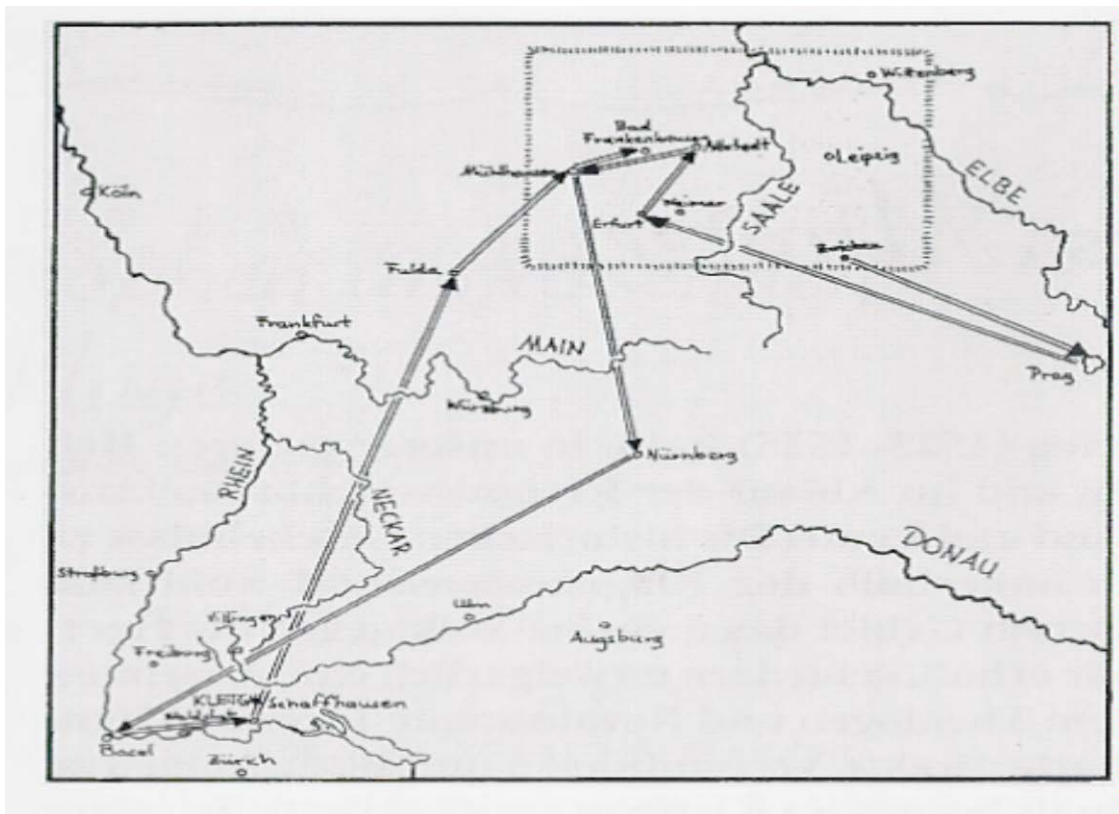 Wittenberg
Bad
Frankenhausen
Allstedt
Leipzig
Mühlhausen
ELBE
Köln
Weimar
SAALE
Erfurt
Zwickau
Fulda
Frankfurt
MAIN
Prag
Würzburg
Nürnberg
RHEIN
NECKAR
DONAU
Straßburg
Ulm
Villingen
Augsburg
Freiburg
KLETGAU
Schaffhausen
Basel
Zürich